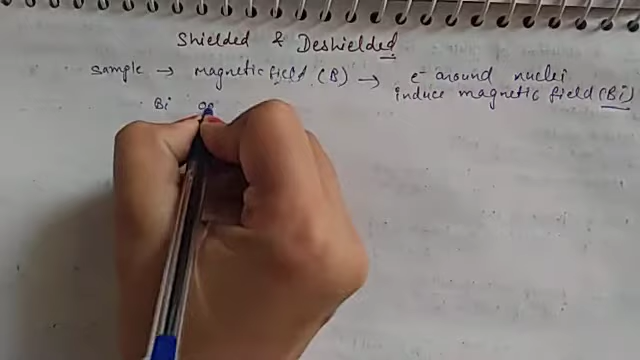 Shielded & Deshielded
Sample → Magnetic field (B) → e⁻ around nuclei
induce magnetic field (Bi)
Bi